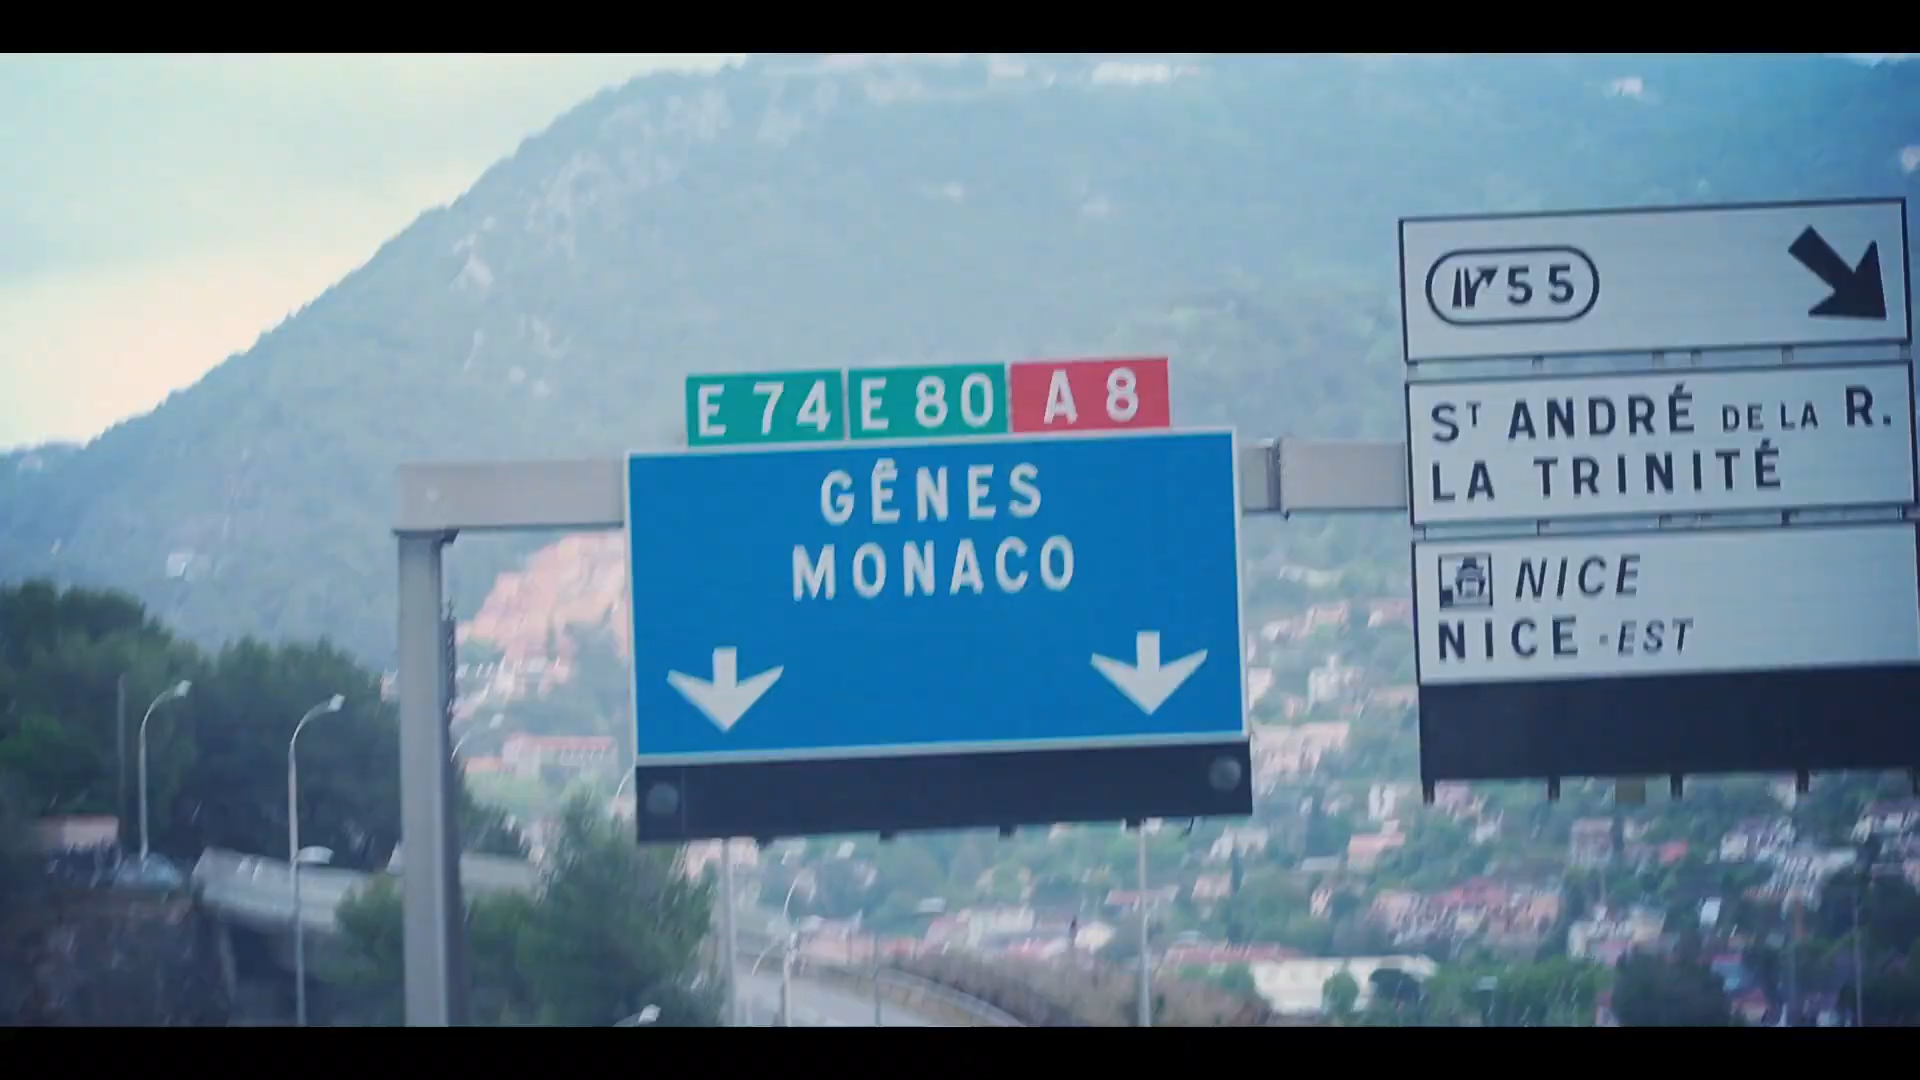 E 74 E 80 A 8
GÊNES
MONACO
55
ST ANDRÉ DE LA R.
LA TRINITÉ
NICE
NICE-EST